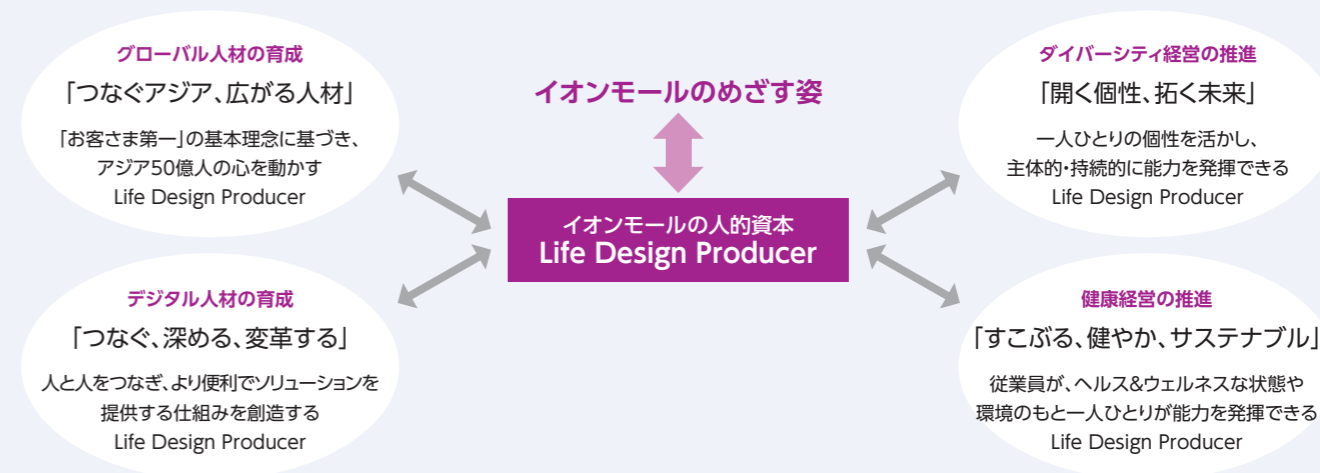 グローバル人材の育成
「つなぐアジア、広がる人材」
「お客さま第一」の基本理念に基づき、
アジア50億人の心を動かす
Life Design Producer
デジタル人材の育成
「つなぐ、深める、変革する」
人と人をつなぎ、より便利でソリューションを
提供する仕組みを創造する
Life Design Producer
イオンモールのめざす姿
イオンモールの人的資本
Life Design Producer
ダイバーシティ経営の推進
「開く個性、拓く未来」
一人ひとりの個性を活かし、
主体的・持続的に能力を発揮できる
Life Design Producer
健康経営の推進
「すこぶる、健やか、サステナブル」
従業員が、ヘルス&ウェルネスな状態や
環境のもと一人ひとりが能力を発揮できる
Life Design Producer